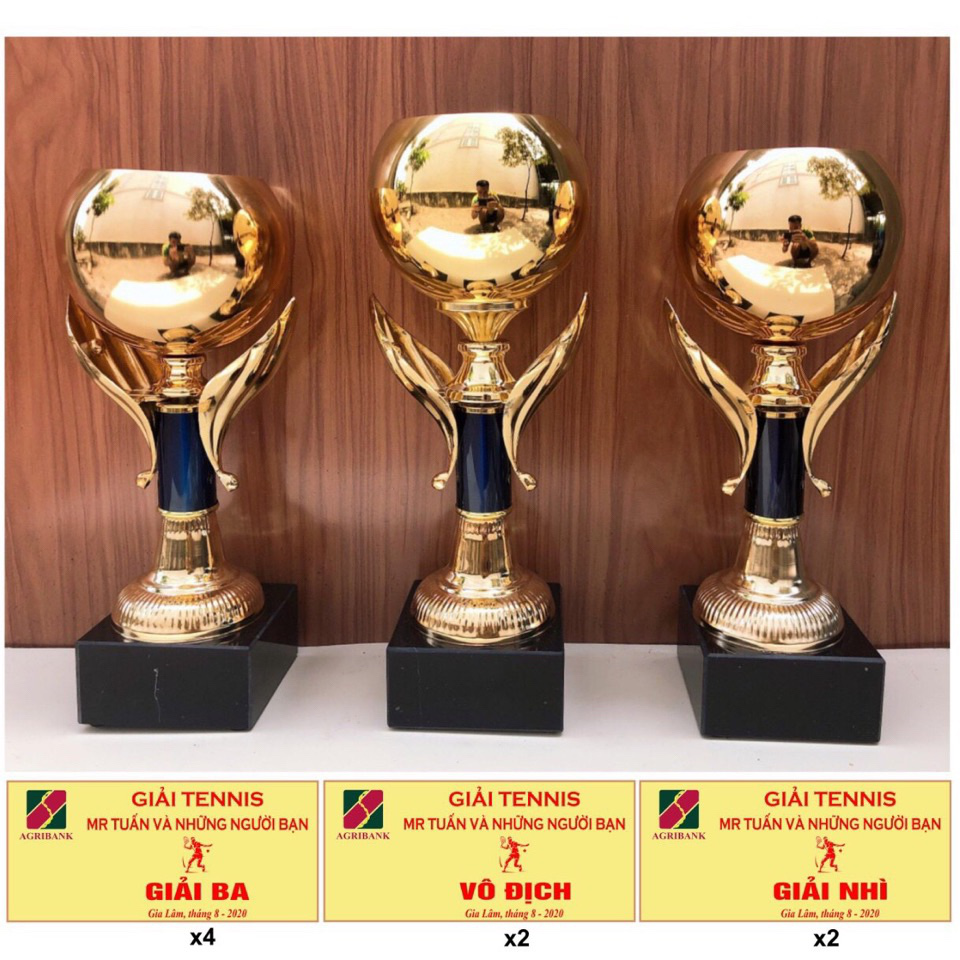 AGRIBANK
GIẢI TENNIS
MR TUẤN VÀ NHỮNG NGƯỜI BẠN
GIẢI BA
Gia Lâm, tháng 8 - 2020
x4
AGRIBANK
GIẢI TENNIS
MR TUẤN VÀ NHỮNG NGƯỜI BẠN
VÔ ĐỊCH
Gia Lâm, tháng 8 - 2020
x2
AGRIBANK
GIẢI TENNIS
MR TUẤN VÀ NHỮNG NGƯỜI BẠN
GIẢI NHÌ
Gia Lâm, tháng 8 - 2020
x2